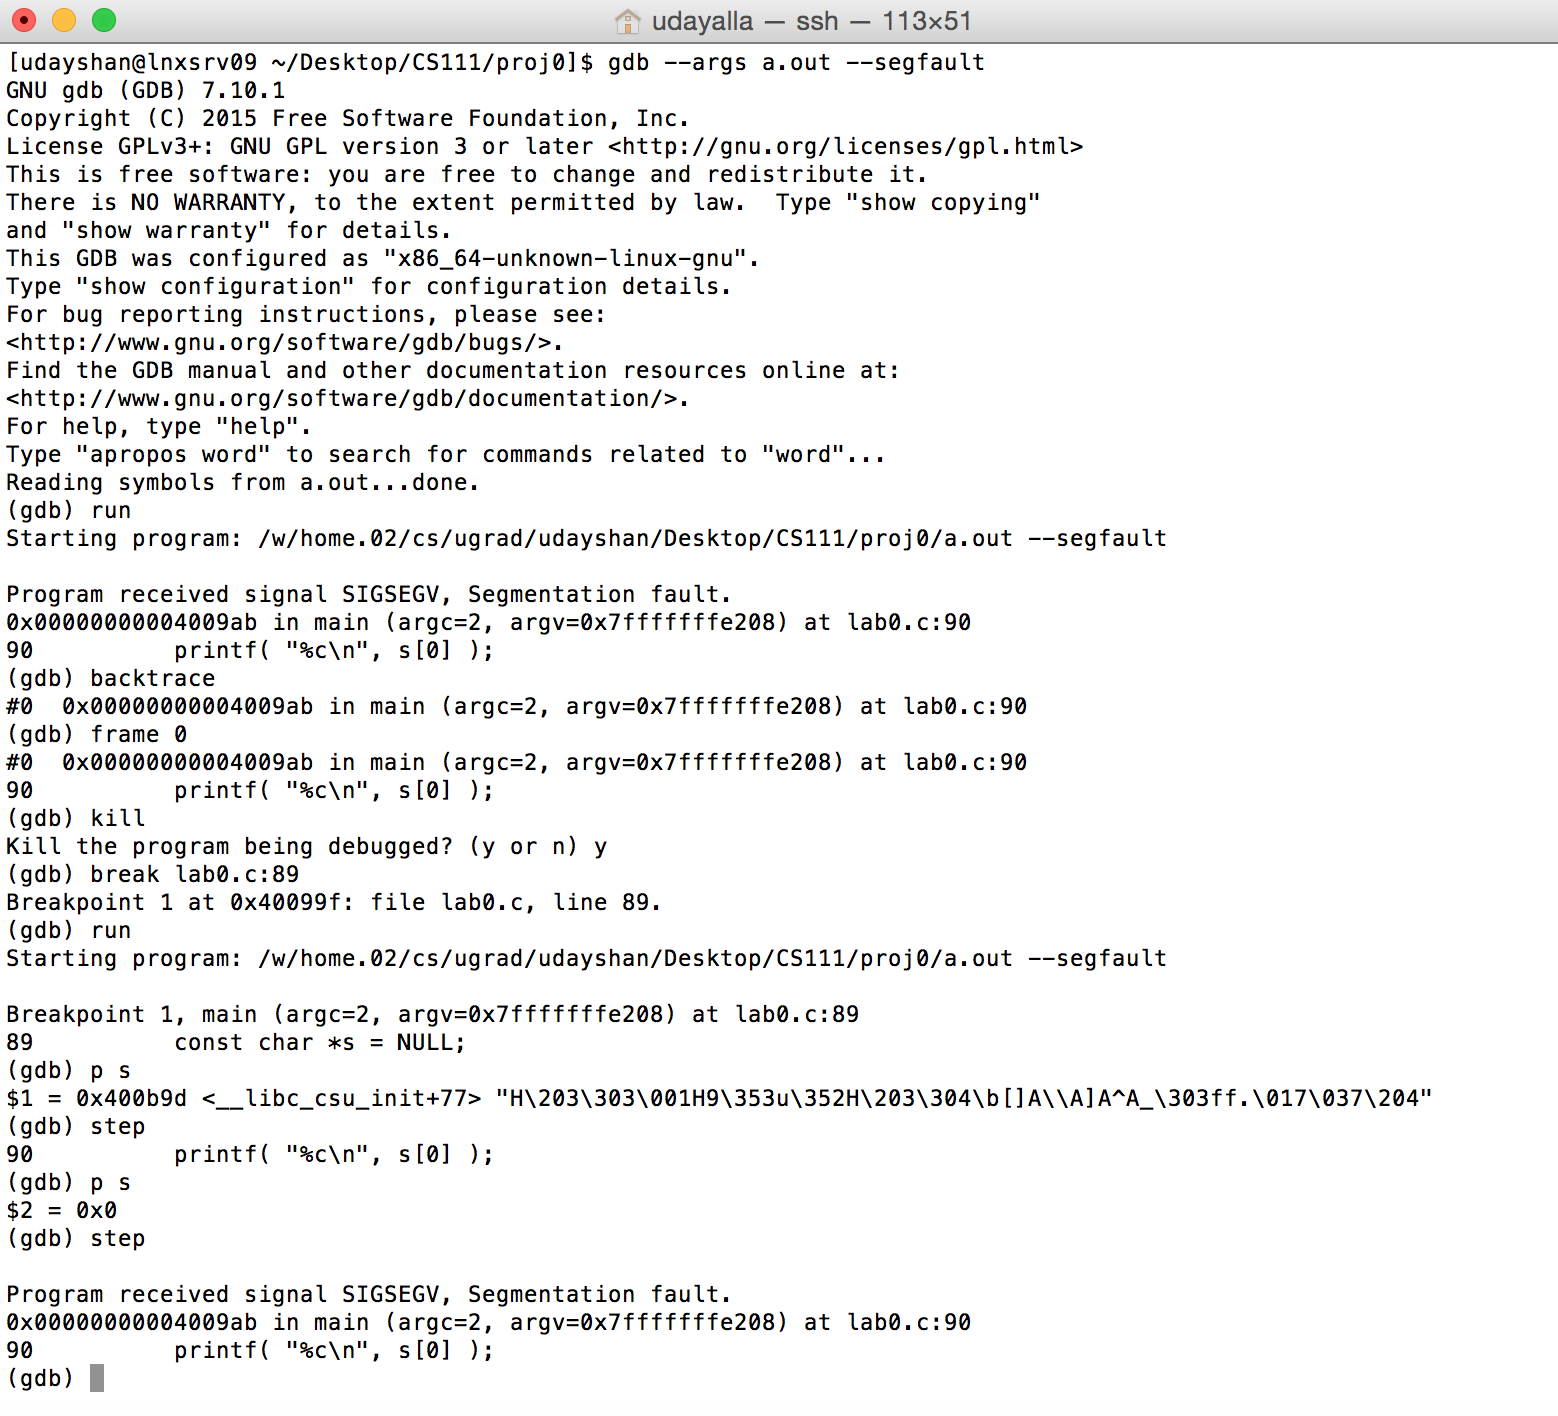 udayalla — ssh — 113×51
[udayshan@lnxsrv09 ~/Desktop/CS111/proj0]$ gdb --args a.out --segfault
GNU gdb (GDB) 7.10.1
Copyright (C) 2015 Free Software Foundation, Inc.
License GPLv3+: GNU GPL version 3 or later <http://gnu.org/licenses/gpl.html>
This is free software: you are free to change and redistribute it.
There is NO WARRANTY, to the extent permitted by law.  Type "show copying"
and "show warranty" for details.
This GDB was configured as "x86_64-unknown-linux-gnu".
Type "show configuration" for configuration details.
For bug reporting instructions, please see:
<http://www.gnu.org/software/gdb/bugs/>.
Find the GDB manual and other documentation resources online at:
<http://www.gnu.org/software/gdb/documentation/>.
For help, type "help".
Type "apropos word" to search for commands related to "word"...
Reading symbols from a.out...done.
(gdb) run
Starting program: /w/home.02/cs/ugrad/udayshan/Desktop/CS111/proj0/a.out --segfault

Program received signal SIGSEGV, Segmentation fault.
0x00000000004009ab in main (argc=2, argv=0x7fffffffe208) at lab0.c:90
90          printf( "%c\n", s[0] );
(gdb) backtrace
#0  0x00000000004009ab in main (argc=2, argv=0x7fffffffe208) at lab0.c:90
(gdb) frame 0
#0  0x00000000004009ab in main (argc=2, argv=0x7fffffffe208) at lab0.c:90
90          printf( "%c\n", s[0] );
(gdb) kill
Kill the program being debugged? (y or n) y
(gdb) break lab0.c:89
Breakpoint 1 at 0x40099f: file lab0.c, line 89.
(gdb) run
Starting program: /w/home.02/cs/ugrad/udayshan/Desktop/CS111/proj0/a.out --segfault

Breakpoint 1, main (argc=2, argv=0x7fffffffe208) at lab0.c:89
89          const char *s = NULL;
(gdb) p s
$1 = 0x400b9d <__libc_csu_init+77> "H\203\303\001H9\353u\352H\203\304\b[]A\\A]A^A_\303ff.\017\037\204"
(gdb) step
90          printf( "%c\n", s[0] );
(gdb) p s
$2 = 0x0
(gdb) step

Program received signal SIGSEGV, Segmentation fault.
0x00000000004009ab in main (argc=2, argv=0x7fffffffe208) at lab0.c:90
90          printf( "%c\n", s[0] );
(gdb)